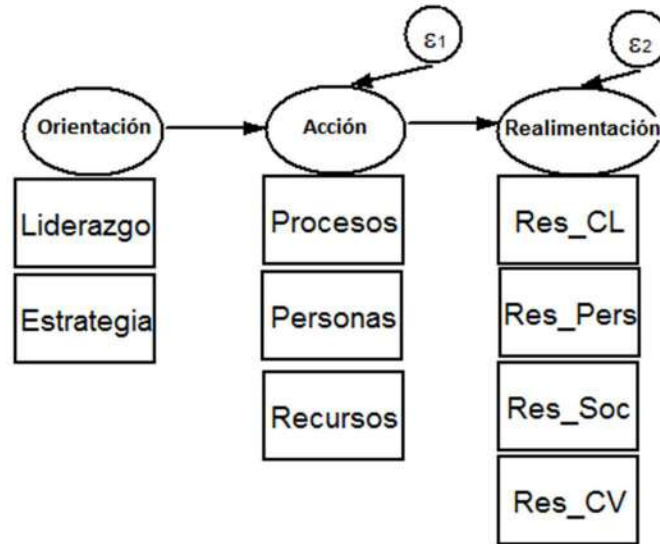 ε1
ε2
Orientación
Acción
Realimentación
Liderazgo
Procesos
Res_CL
Estrategia
Personas
Res_Pers
Recursos
Res_Soc
Res_CV